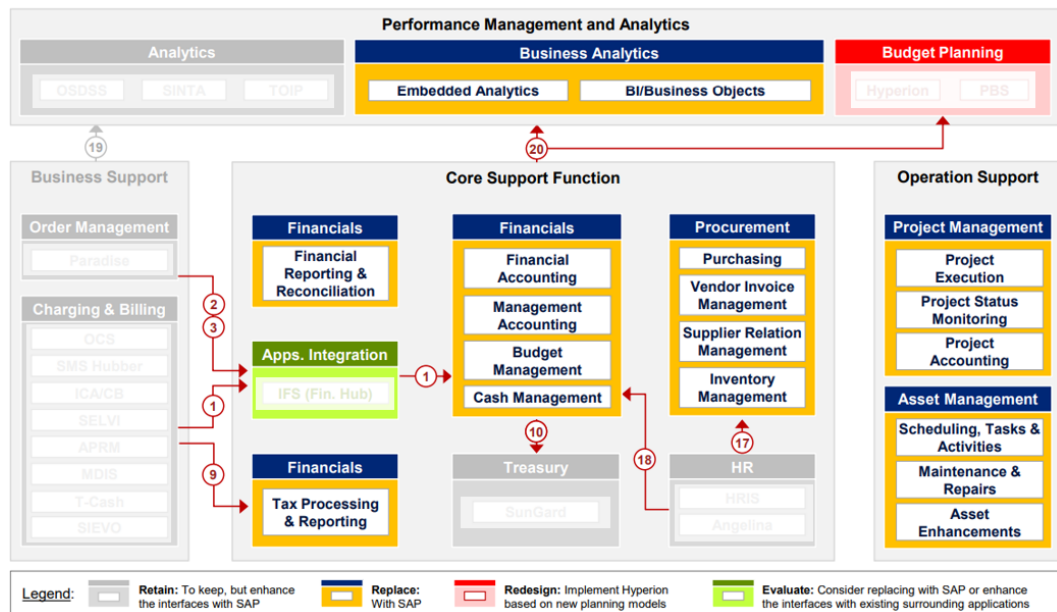 Performance Management and Analytics
Analytics
OSDSS
SINTA
TOIP
Business Analytics
Embedded Analytics
BI/Business Objects
Budget Planning
Hyperion
PBS
19
20
Business Support
Order Management
Paradise
Charging & Billing
OCS
SMS Hubber
ICA/CB
SELVI
APRM
MDIS
T-Cash
SIEVO
2
3
1
9
Core Support Function
Financials
Financial
Reporting &
Reconciliation
Apps. Integration
IFS (Fin. Hub)
Financials
Tax Processing
& Reporting
1
Financials
Financial
Accounting
Management
Accounting
Budget
Management
Cash Management
10
Treasury
SunGard
18
Procurement
Purchasing
Vendor Invoice
Management
Supplier Relation
Management
Inventory
Management
17
HR
HRIS
Angelina
Operation Support
Project Management
Project
Execution
Project Status
Monitoring
Project
Accounting
Asset Management
Scheduling, Tasks &
Activities
Maintenance &
Repairs
Asset
Enhancements
Legend:
Retain: To keep, but enhance
the interfaces with SAP
Replace:
With SAP
Redesign: Implement Hyperion
based on new planning models
Evaluate: Consider replacing with SAP or enhance
the interfaces with existing surrounding applications